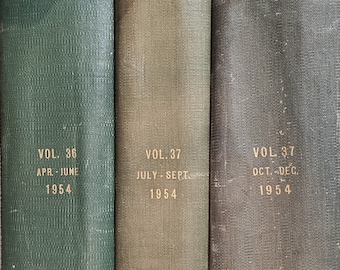 VOL. 36
APR.-JUNE
1954
VOL. 37
JULY-SEPT.
1954
VOL 37
OCT.-DEC.
1954